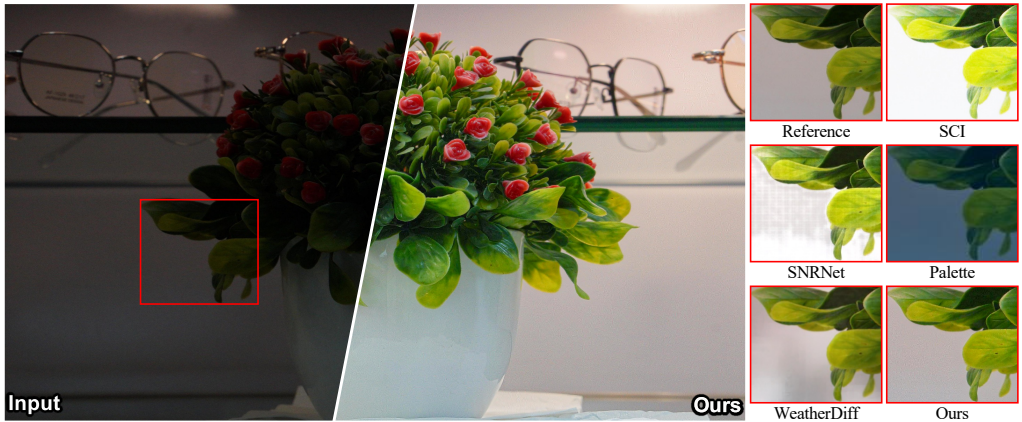 Input
Ours
Reference
SCI
SNRNet
Palette
WeatherDiff
Ours